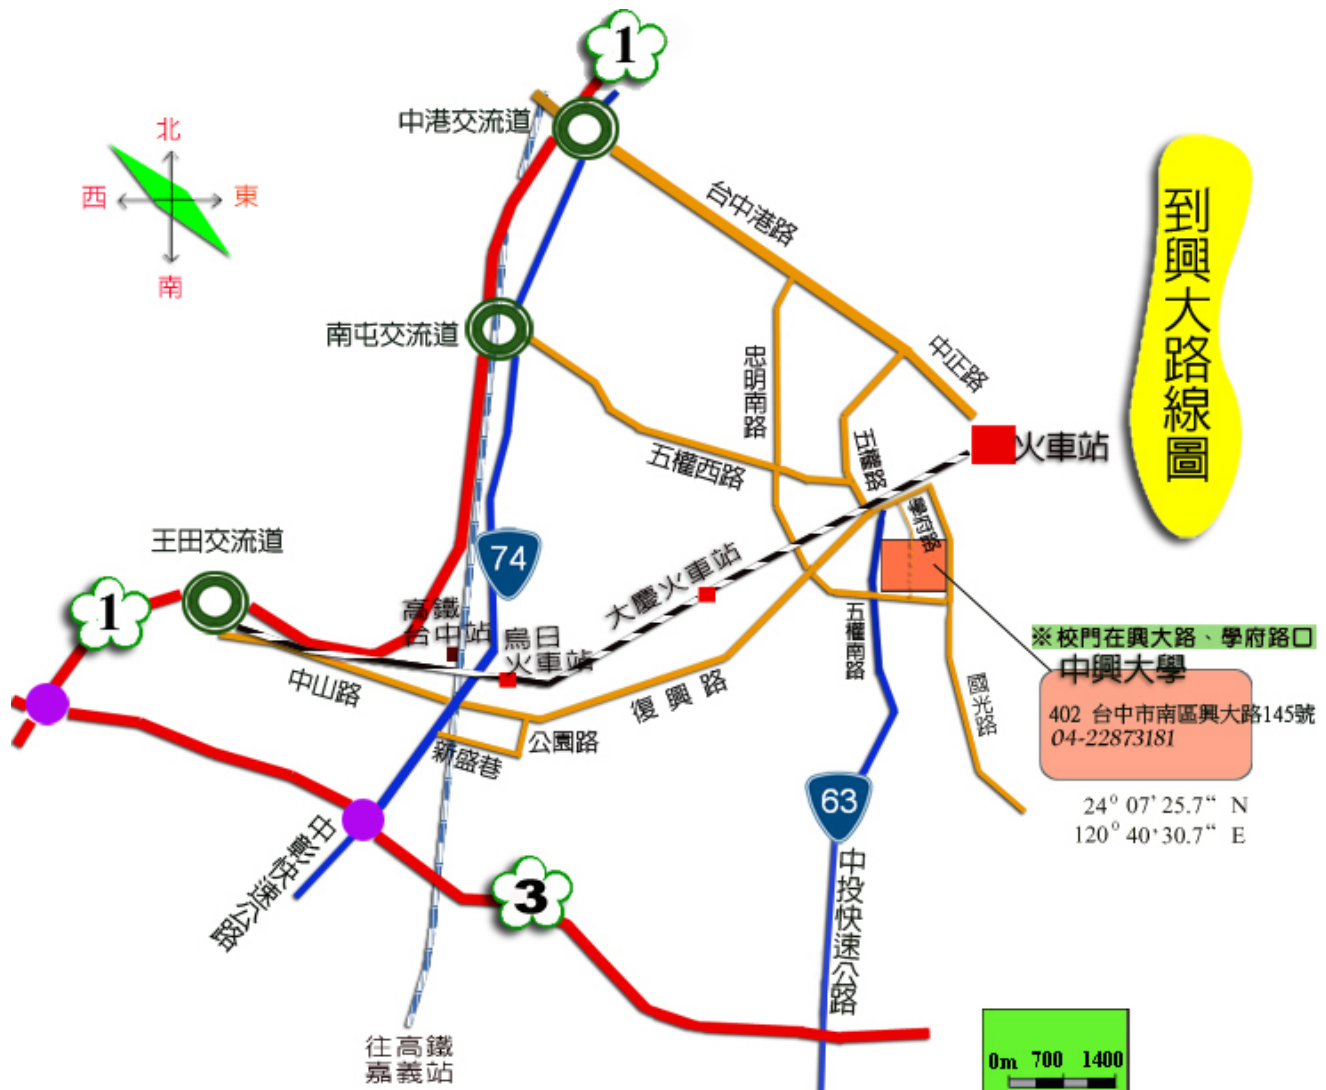 1
中港交流道
北
西
東
南
台中港路
到興大路線圖
南屯交流道
忠明南路
中正路
火車站
五權西路
五權路
學府路
王田交流道
74
1
高鐵
台中站
烏日
火車站
大慶火車站
五權南路
※校門在興大路、學府路口
中興大學
402 台中市南區興大路145號
04-22873181
中山路
復興路
國光路
公園路
新盛巷
63
24° 07' 25.7“ N
120° 40' 30.7“ E
中彰快速公路
3
中投快速公路
往高鐵
嘉義站
0m 700 1400